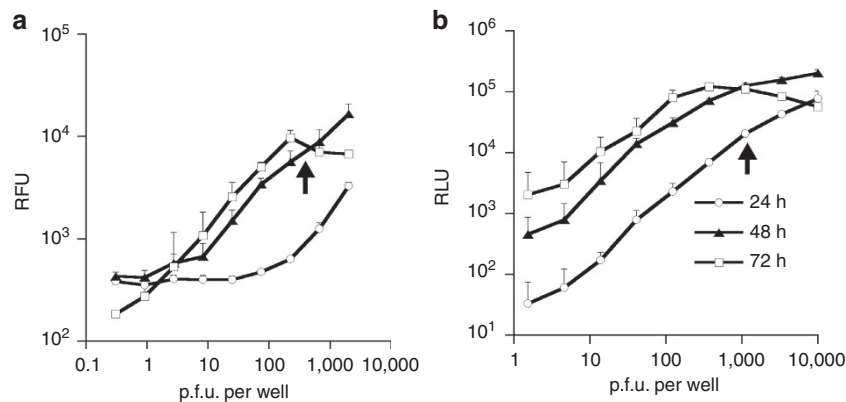 a
10^5
10^4
10^3
10^2
RFU
0.1 1 10 100 1,000 10,000
p.f.u. per well
b
10^6
10^5
10^4
10^3
10^2
10^1
RLU
24 h
48 h
72 h
1 10 100 1,000 10,000
p.f.u. per well